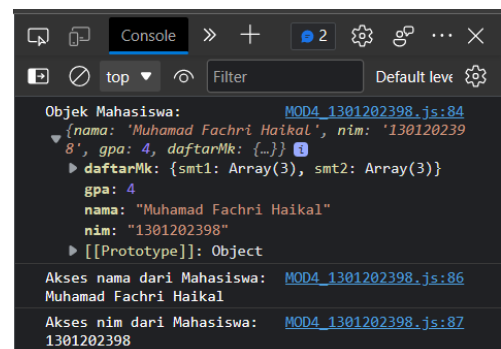 Console 2
top Filter Default leve
Objek Mahasiswa: MOD4_1301202398.js:84
{nama: 'Muhamad Fachri Haikal', nim: '130120239
8', gpa: 4, daftarMk: {…}} i
daftarMk: {smt1: Array(3), smt2: Array(3)}
gpa: 4
nama: "Muhamad Fachri Haikal"
nim: "1301202398"
[[Prototype]]: Object
Akses nama dari Mahasiswa: MOD4_1301202398.js:86
Muhamad Fachri Haikal
Akses nim dari Mahasiswa: MOD4_1301202398.js:87
1301202398